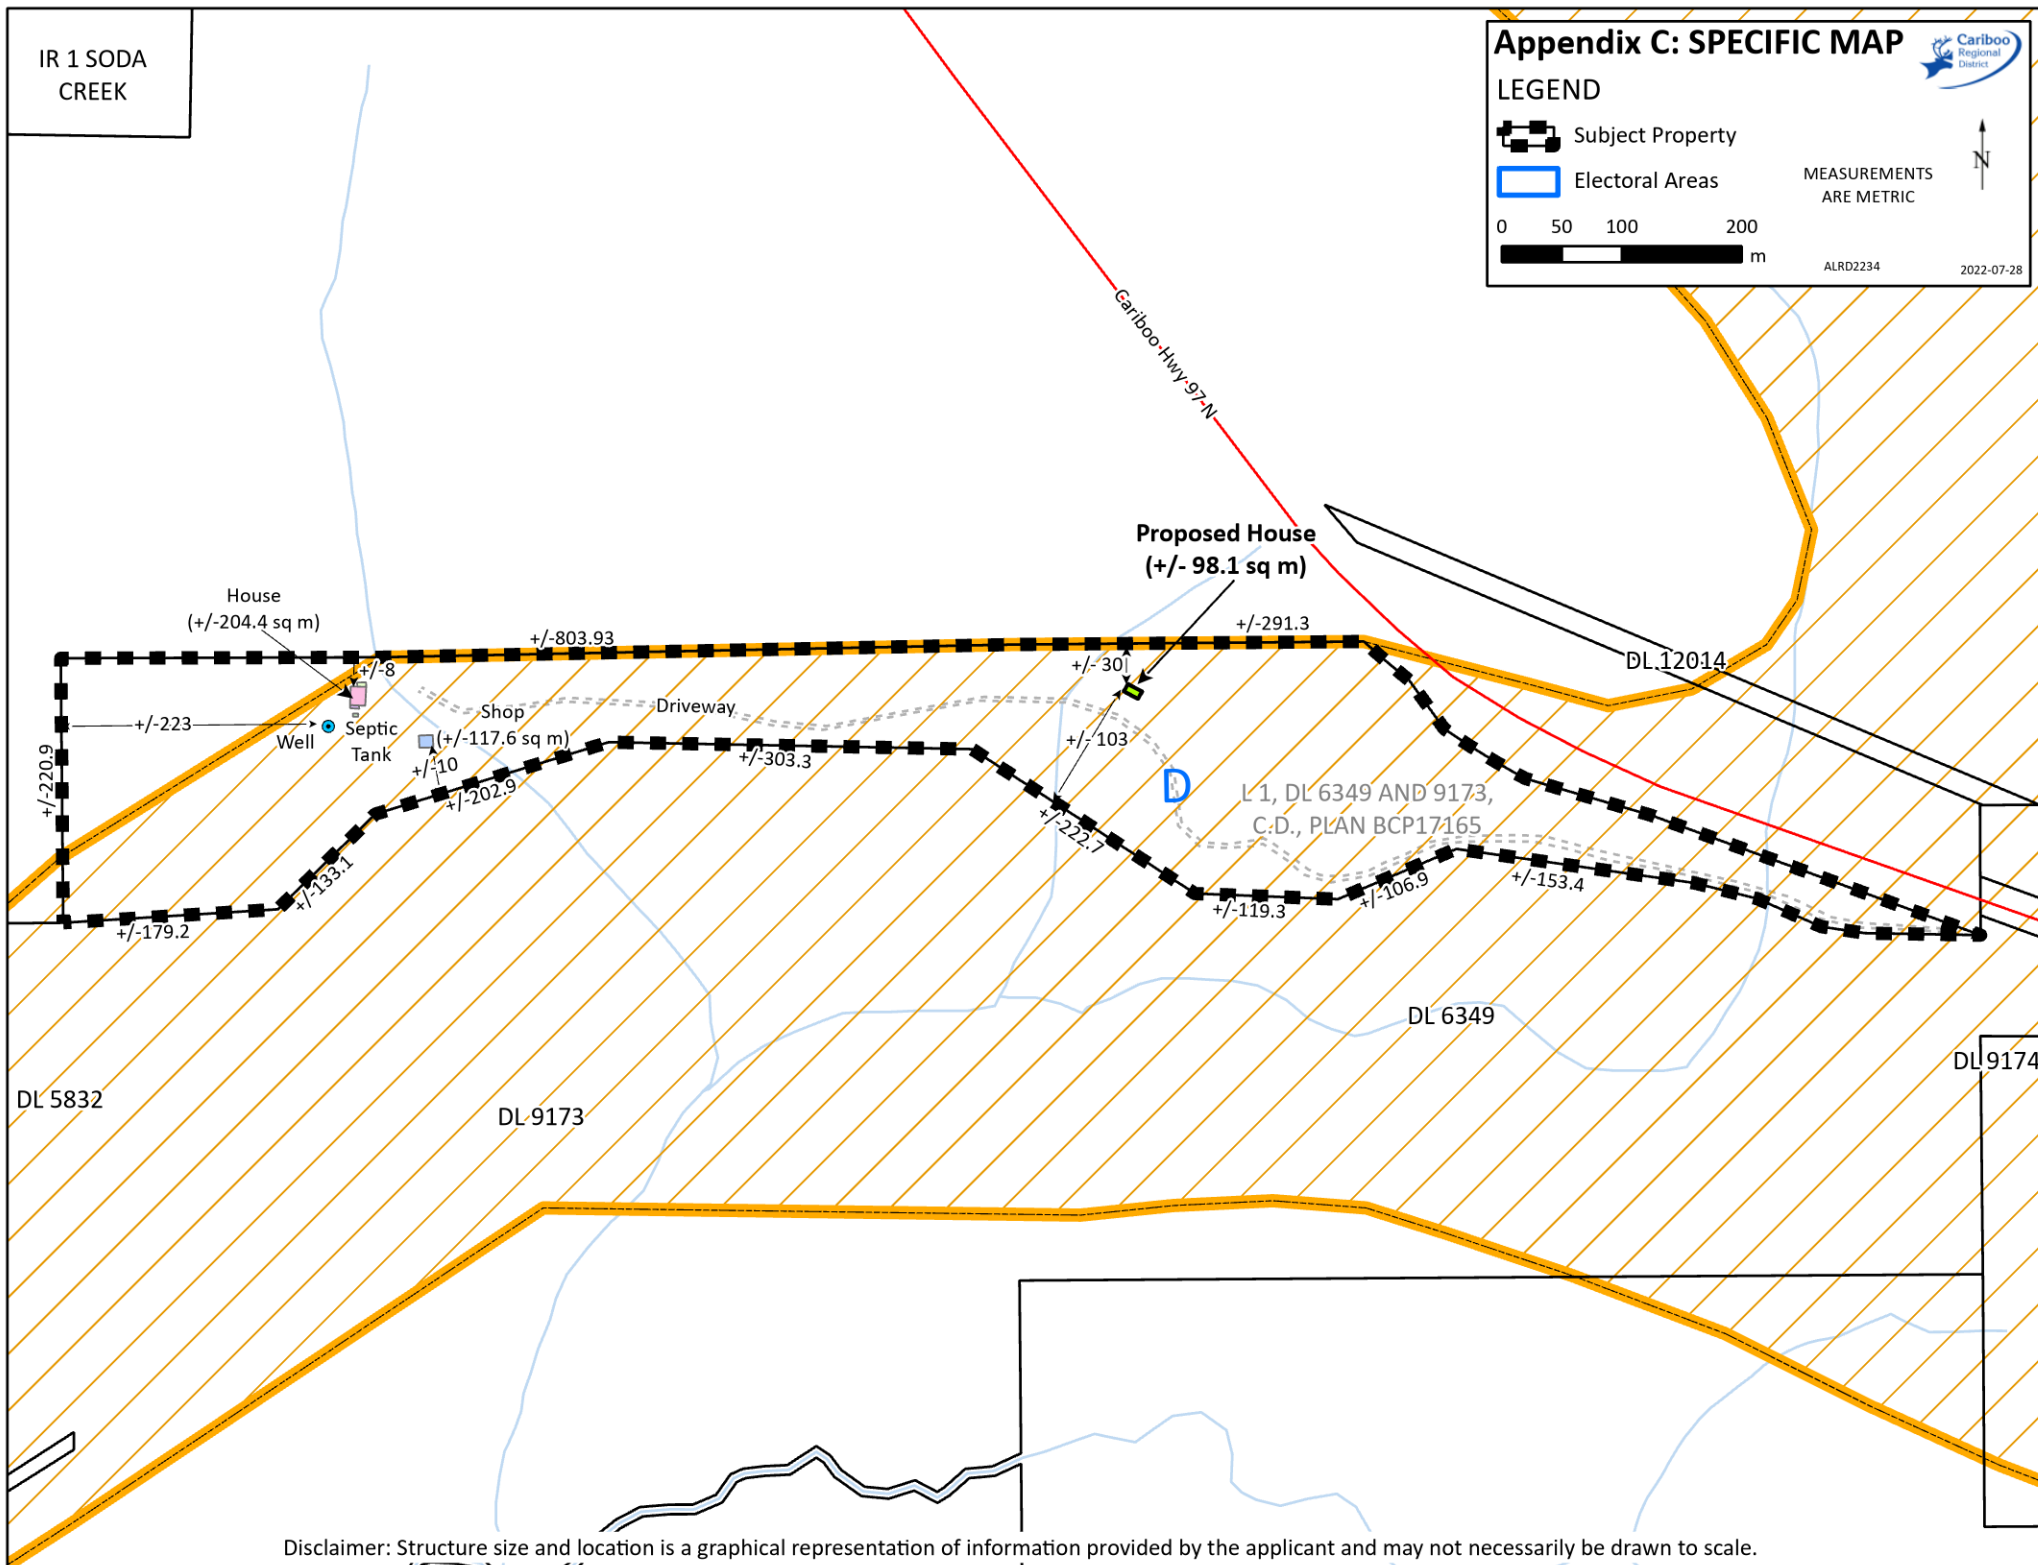 IR 1 SODA
CREEK
Appendix C: SPECIFIC MAP
Cariboo
Regional
District
LEGEND
Subject Property
Electoral Areas
MEASUREMENTS
ARE METRIC
N
0 50 100 200
m
ALRD2234
2022-07-28
Cariboo Hwy 97 N
Proposed House
(+/- 98.1 sq m)
House
(+/-204.4 sq m)
+/-803.93
+/-291.3
DL 12014
+/-8
+/- 30
+/-223
Well
Septic
Tank
Shop
(+/-117.6 sq m)
Driveway
+/-10
+/-202.9
+/-303.3
+/- 103
+/-220.9
D
L 1, DL 6349 AND 9173,
C.D., PLAN BCP17165
+/-222.7
+/-133.1
+/-179.2
+/-119.3
+/-106.9
+/-153.4
DL 6349
DL 9174
DL 5832
DL 9173
Disclaimer: Structure size and location is a graphical representation of information provided by the applicant and may not necessarily be drawn to scale.